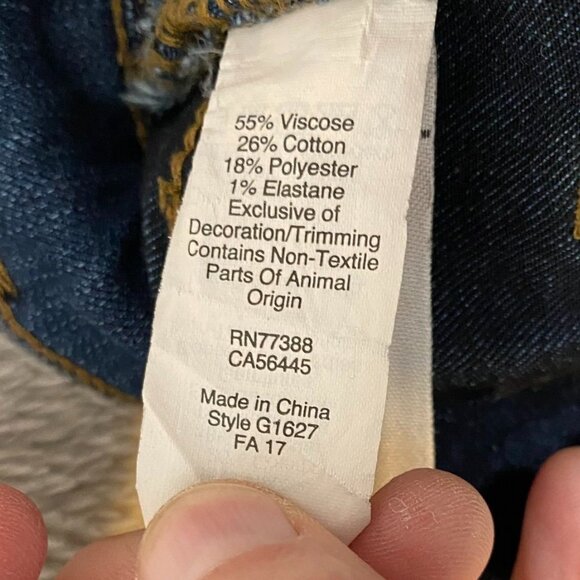 55% Viscose
26% Cotton
18% Polyester
1% Elastane
Exclusive of
Decoration/Trimming
Contains Non-Textile
Parts Of Animal
Origin
RN77388
CA56445
Made in China
Style G1627
FA 17